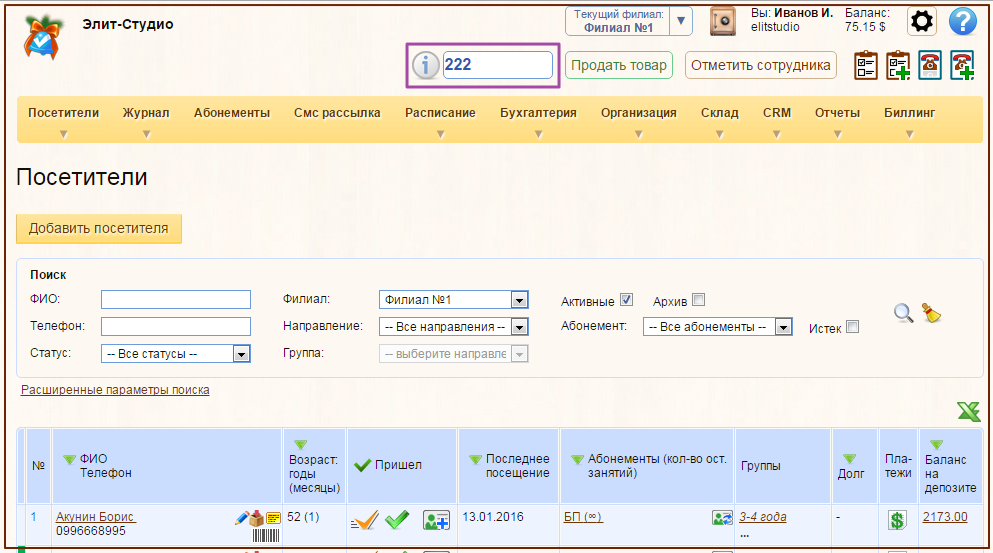 Элит-Студио
Текущий филиал:
Филиал №1
Вы: Иванов И.
elitstudio
Баланс:
75.15 $
222
Продать товар
Отметить сотрудника
Посетители Журнал Абонементы Смс рассылка Расписание Бухгалтерия Организация Склад CRM Отчеты Биллинг
Посетители
Добавить посетителя
Поиск
ФИО: Филиал: Филиал №1 Активные Архив
Телефон: Направление: -- Все направления -- Абонемент: -- Все абонементы -- Истек
Статус: -- Все статусы -- Группа: -- выберите направле
Расширенные параметры поиска
№
ФИО
Телефон
Возраст:
годы
(месяцы)
Пришел
Последнее
посещение
Абонементы (кол-во ост.
занятий)
Группы
Долг
Пла-
тежи
Баланс
на
депозите
1 Акунин Борис 52 (1) 13.01.2016 БП (∞) 3-4 года - 2173.00
0996668995 ...